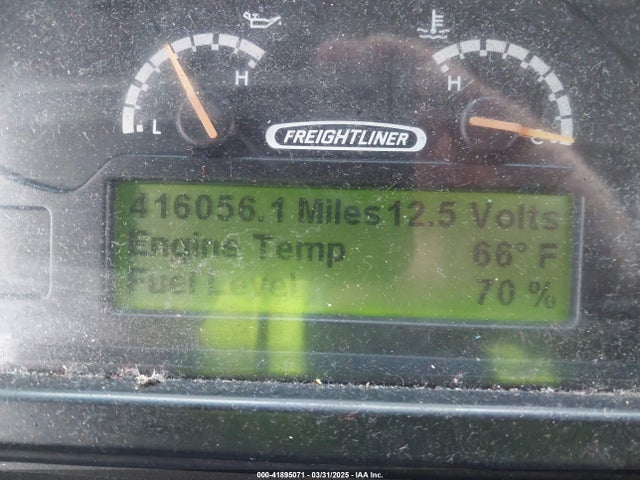 H
H
L
FREIGHTLINER
C
416056.1 Miles 12.5 Volts
Engine Temp 66° F
Fuel Level 70 %
000-41895071 - 03/31/2025 - IAA Inc.